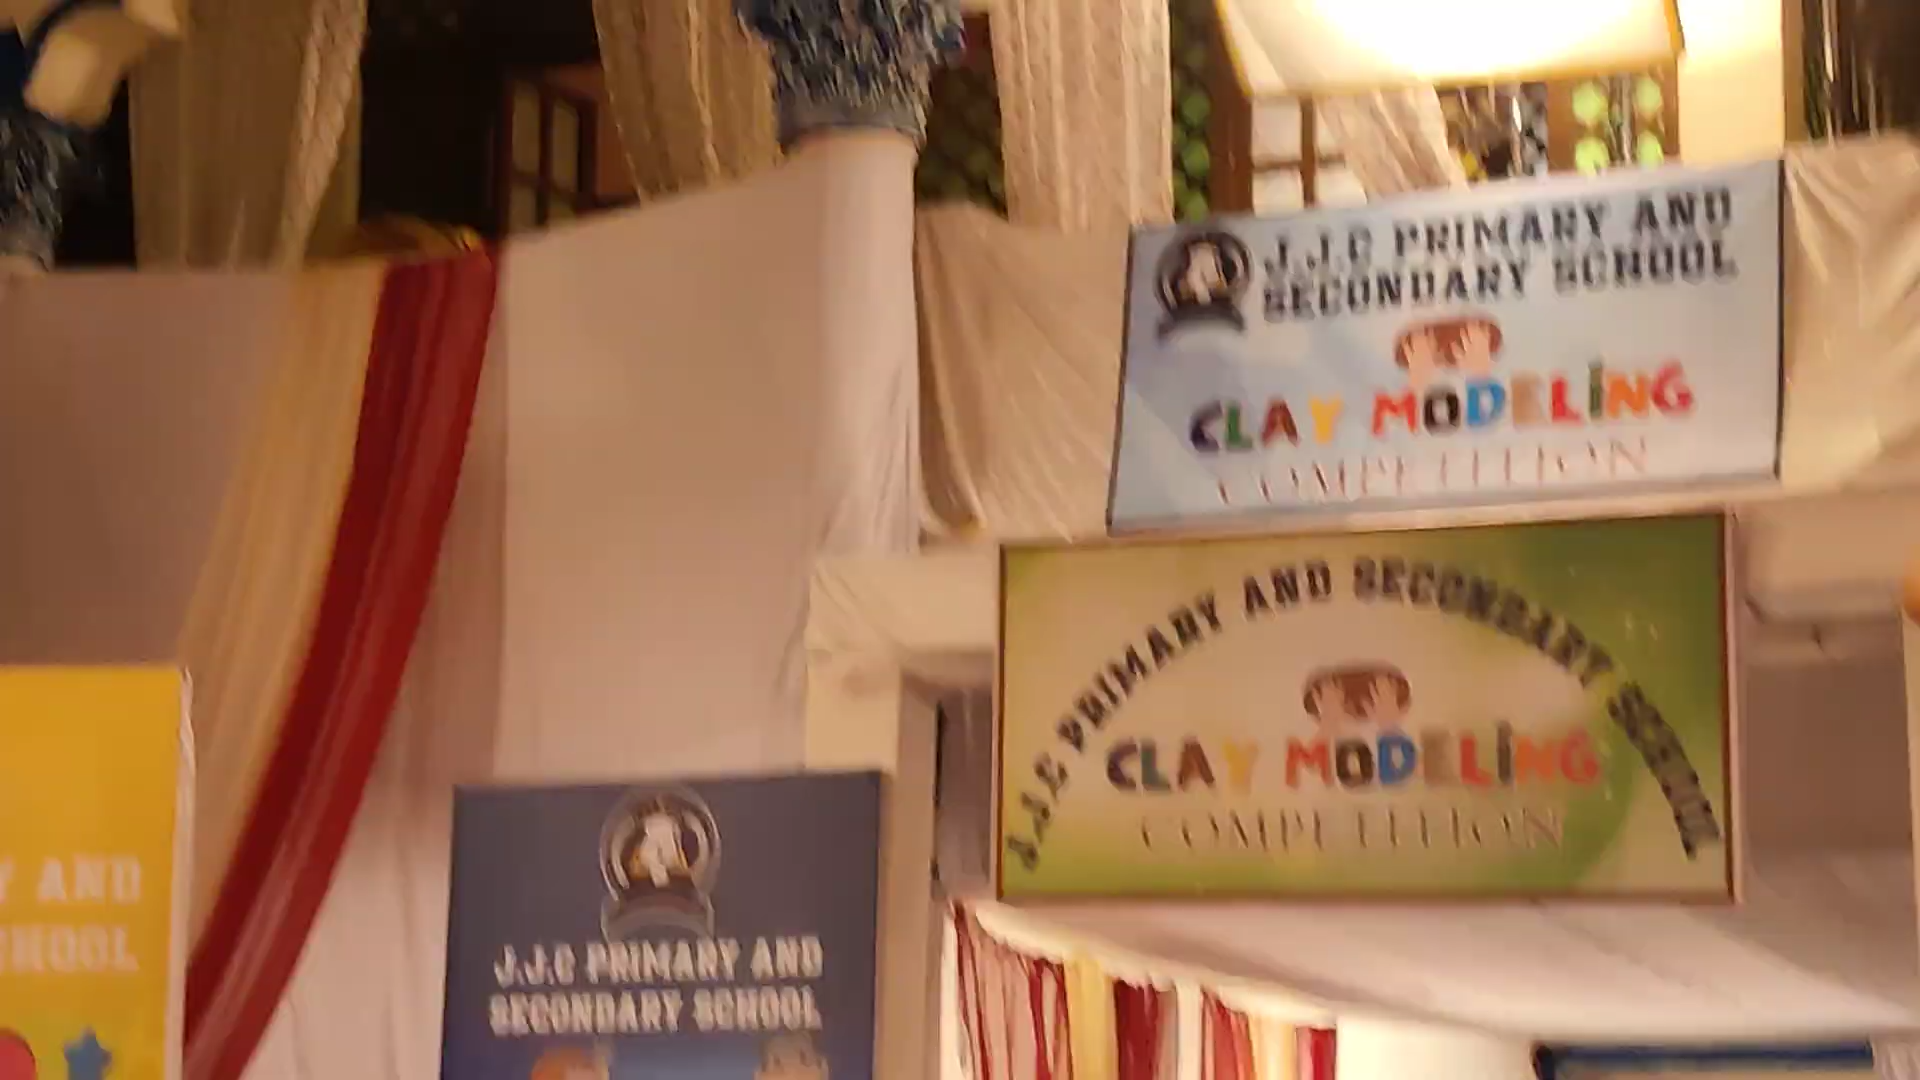 J.J.C PRIMARY AND
SECONDARY SCHOOL
CLAY MODELING
COMPETITION
J.J.C PRIMARY AND SECONDARY SCHOOL
CLAY MODELING
COMPETITION
AND
SCHOOL
J.J.C PRIMARY AND
SECONDARY SCHOOL